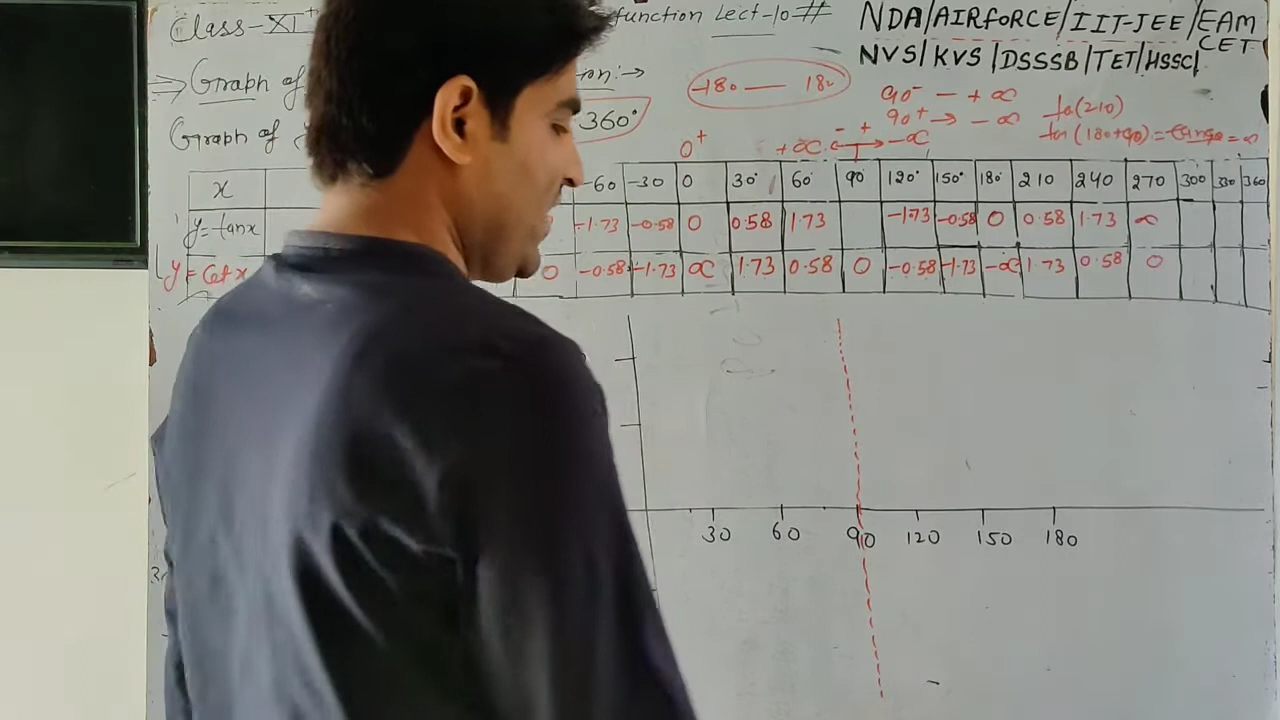 Class-XI
function Lect-10 #
NDA/AIRFORCE/IIT-JEE/EAM
CET
NVS/KVS/DSSSB/TET/HSSC/
⇒ Graph of
on:→
-180 — 180
90⁻ — +∞
90⁺ → -∞
ta(210)
Graph of
360°
tan(180+90) = tan90 = ∞
0⁺
+∞ ← - + → -∞
x -60 -30 0 30° 60 90 120° 150° 180 210 240 270 300 330 360
y=tanx -1.73 -0.58 0 0.58 1.73 -1.73 -0.58 0 0.58 1.73 ∞
y=Cotx 0 -0.58 -1.73 ∞ 1.73 0.58 0 -0.58 -1.73 -∞ 1.73 0.58 0
30 60 90 120 150 180